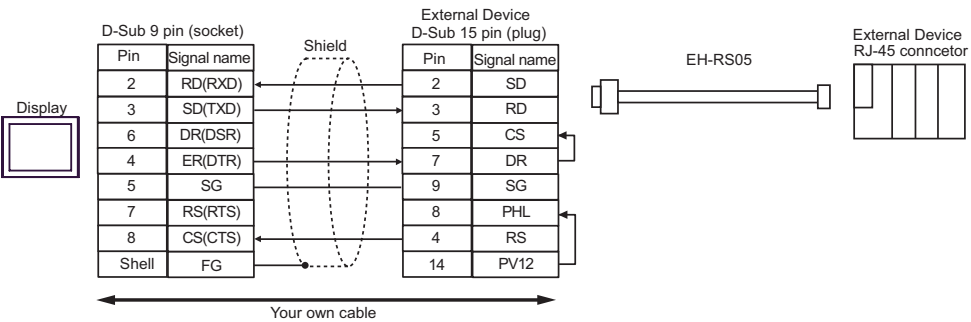 External Device
D-Sub 9 pin (socket) D-Sub 15 pin (plug)
Shield
Pin Signal name Pin Signal name
2 RD(RXD) 2 SD
3 SD(TXD) 3 RD
6 DR(DSR) 5 CS
4 ER(DTR) 7 DR
5 SG 9 SG
7 RS(RTS) 8 PHL
8 CS(CTS) 4 RS
Shell FG 14 PV12
Display
Your own cable
EH-RS05
External Device
RJ-45 conncetor